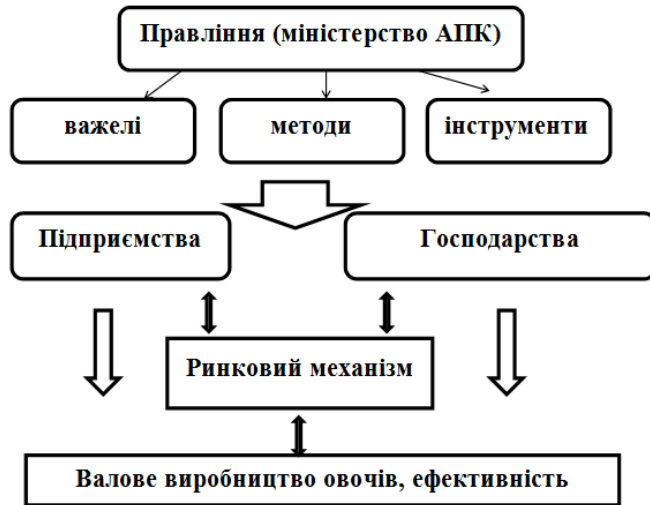 Правління (міністерство АПК)
важелі
методи
інструменти
Підприємства
Господарства
Ринковий механізм
Валове виробництво овочів, ефективність